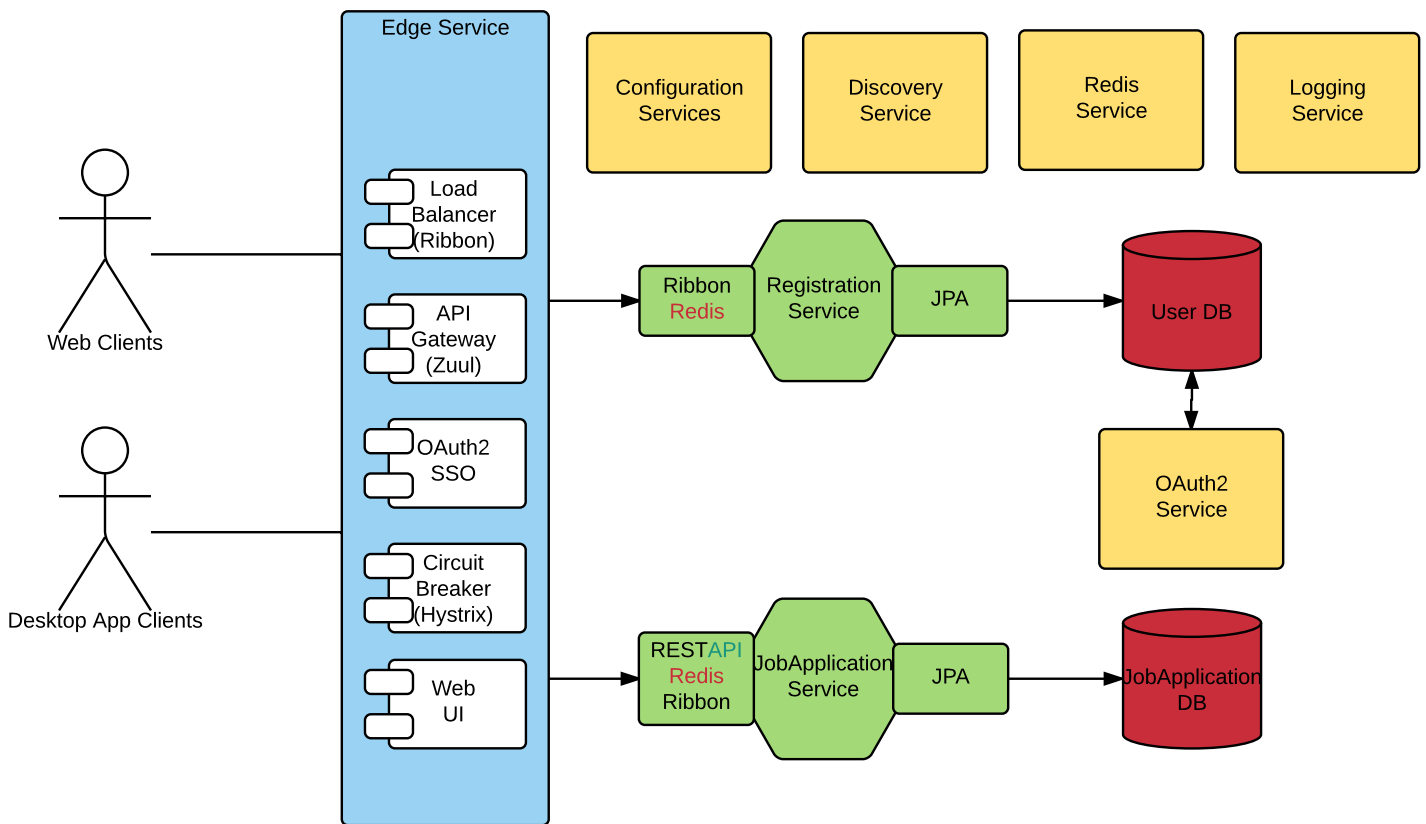 Edge Service
Configuration
Services
Discovery
Service
Redis
Service
Logging
Service
Load
Balancer
(Ribbon)
API
Gateway
(Zuul)
OAuth2
SSO
Circuit
Breaker
(Hystrix)
Web
UI
Web Clients
Desktop App Clients
Ribbon
Redis
Registration
Service
JPA
User DB
OAuth2
Service
RESTAPI
Redis
Ribbon
JobApplication
Service
JPA
JobApplication
DB